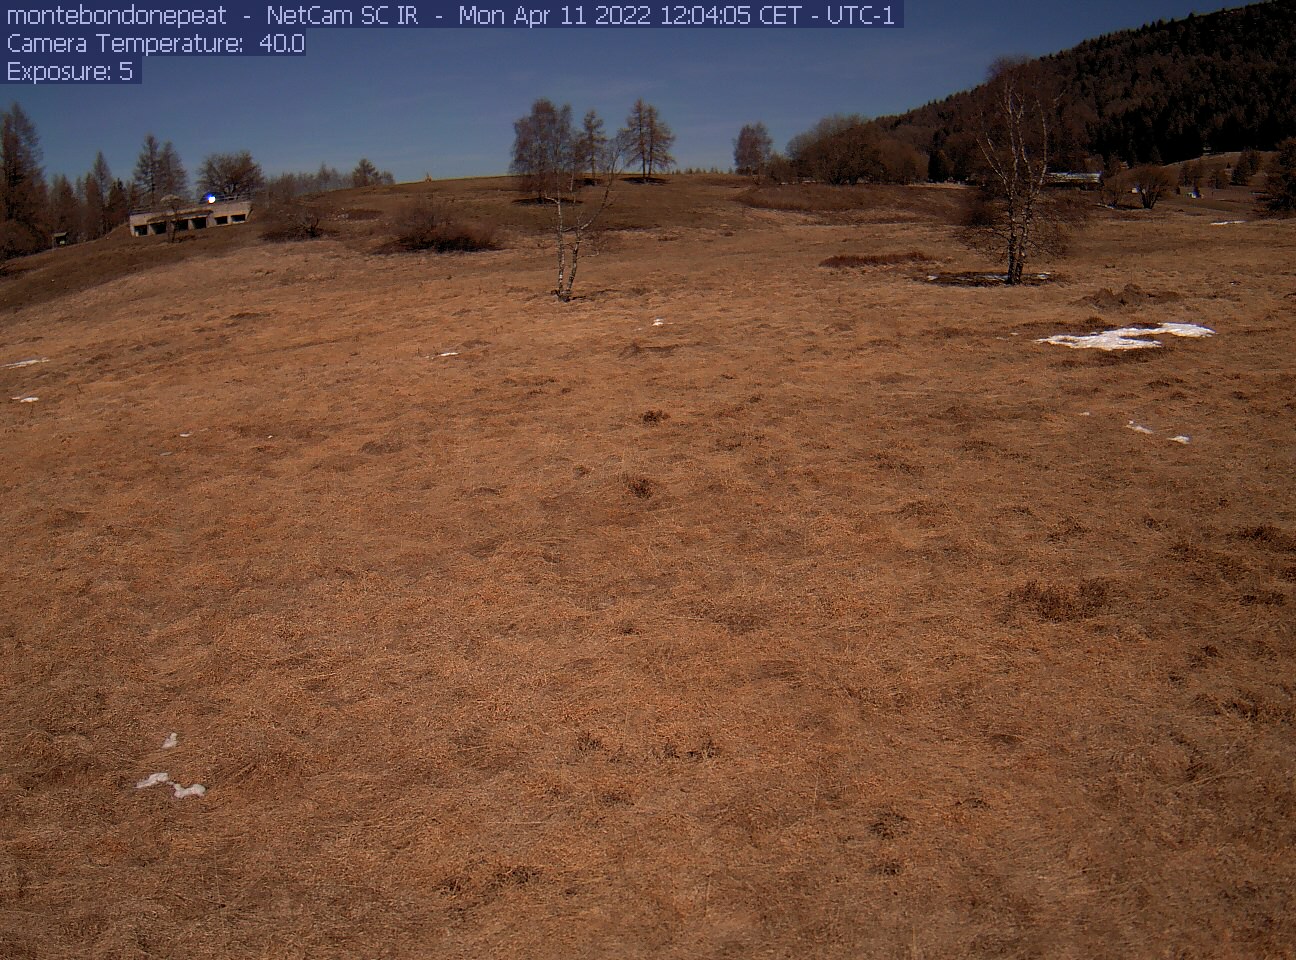 montebondonepeat - NetCam SC IR - Mon Apr 11 2022 12:04:05 CET - UTC-1
Camera Temperature: 40.0
Exposure: 5